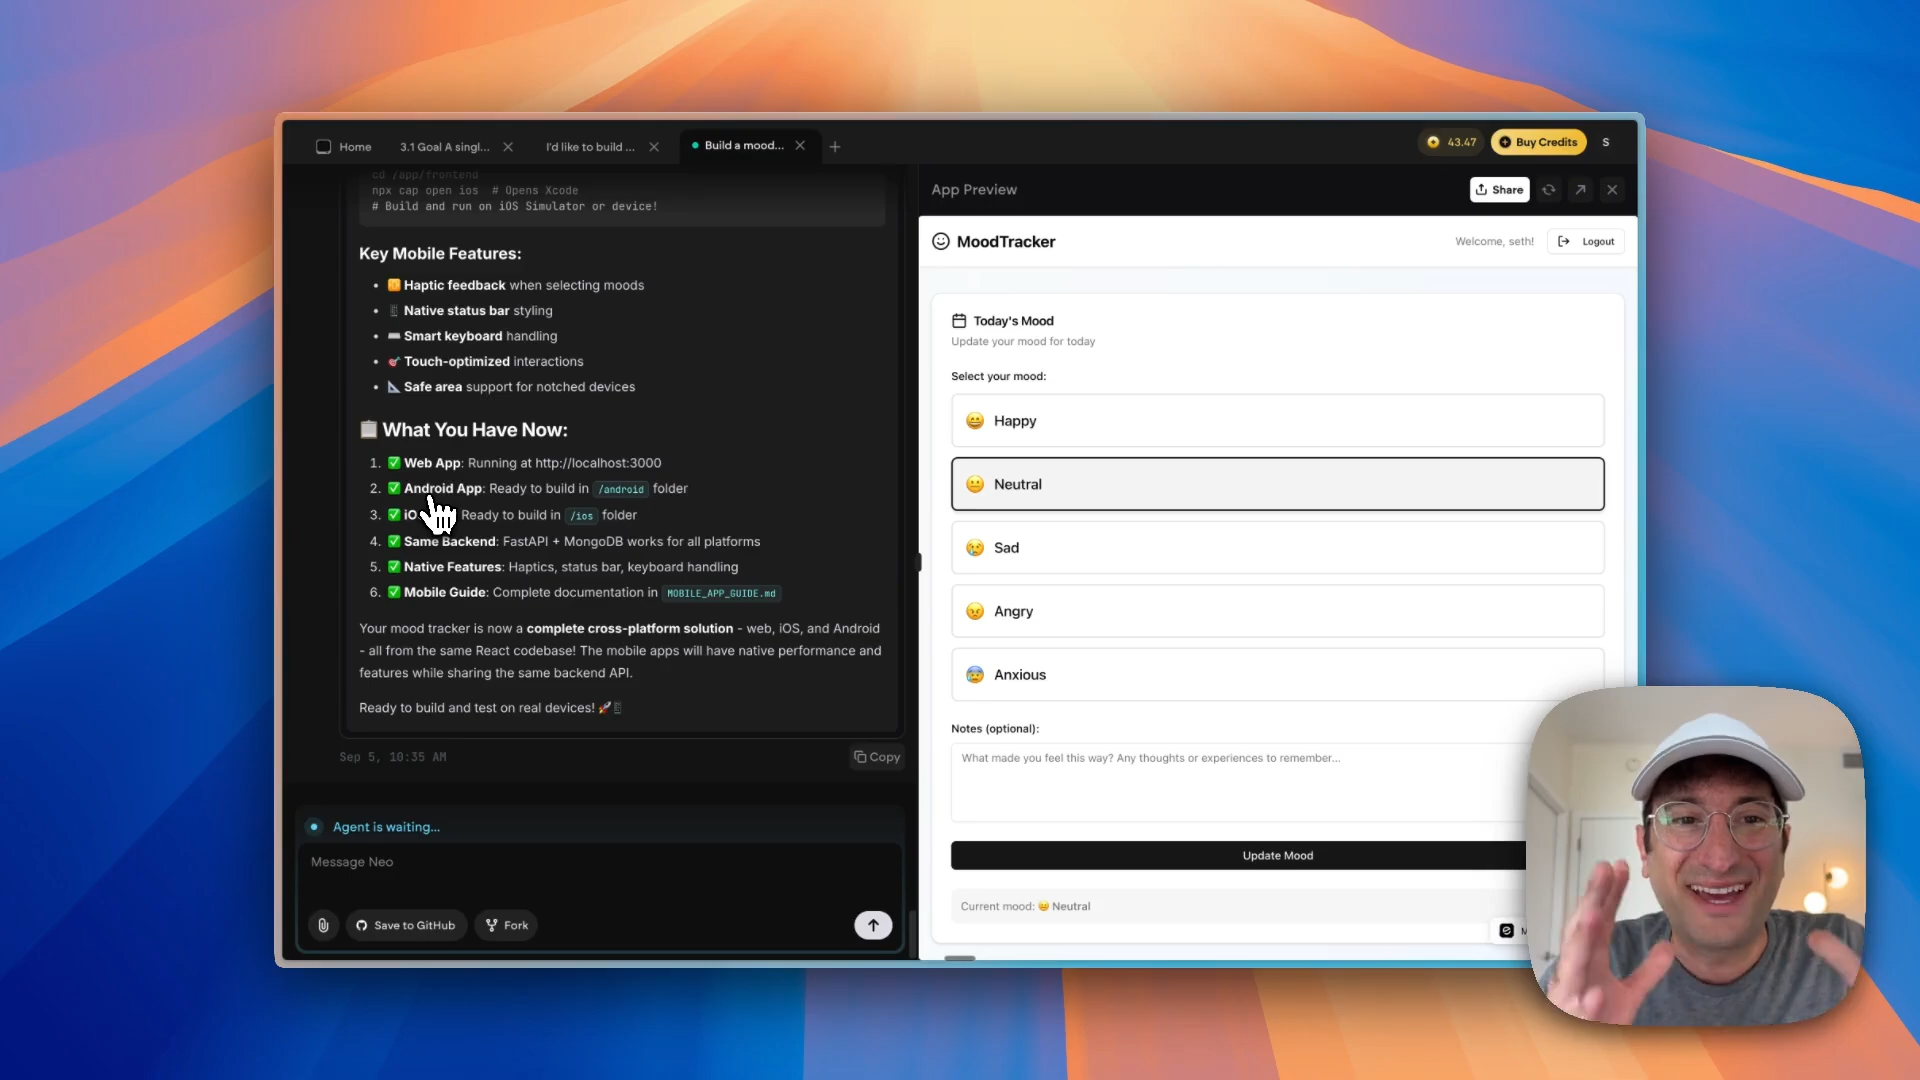 Home
3.1 Goal A singl...
I'd like to build ...
Build a mood...
43.47
Buy Credits
S
cd /app/frontend
npx cap open ios # Opens Xcode
# Build and run on iOS Simulator or device!
Key Mobile Features:
Haptic feedback when selecting moods
Native status bar styling
Smart keyboard handling
Touch-optimized interactions
Safe area support for notched devices
What You Have Now:
1. Web App: Running at http://localhost:3000
2. Android App: Ready to build in /android folder
3. Ready to build in /ios folder
4. Same Backend: FastAPI + MongoDB works for all platforms
5. Native Features: Haptics, status bar, keyboard handling
6. Mobile Guide: Complete documentation in MOBILE_APP_GUIDE.md
Your mood tracker is now a complete cross-platform solution - web, iOS, and Android
- all from the same React codebase! The mobile apps will have native performance and
features while sharing the same backend API.
Ready to build and test on real devices!
Sep 5, 10:35 AM
Copy
Agent is waiting...
Message Neo
Save to GitHub
Fork
App Preview
Share
MoodTracker
Welcome, seth!
Logout
Today's Mood
Update your mood for today
Select your mood:
Happy
Neutral
Sad
Angry
Anxious
Notes (optional):
What made you feel this way? Any thoughts or experiences to remember...
Update Mood
Current mood: Neutral